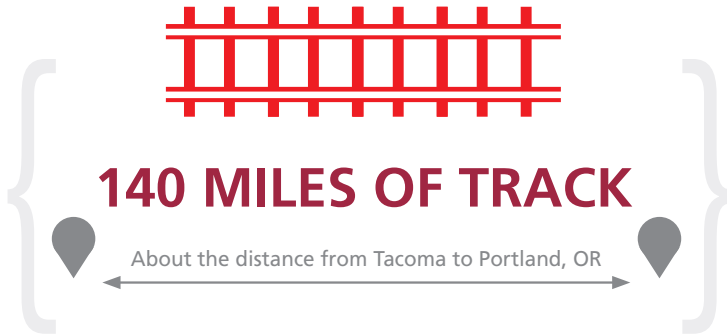 140 MILES OF TRACK
About the distance from Tacoma to Portland, OR